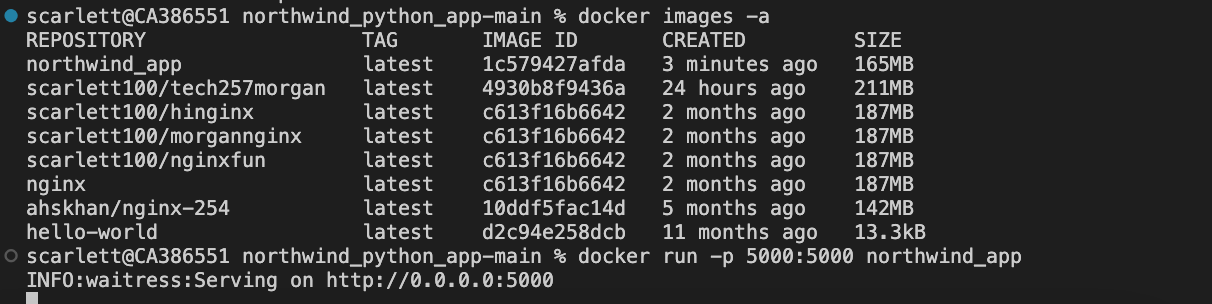 scarlett@CA386551 northwind_python_app-main % docker images -a
REPOSITORY TAG IMAGE ID CREATED SIZE
northwind_app latest 1c579427afda 3 minutes ago 165MB
scarlett100/tech257morgan latest 4930b8f9436a 24 hours ago 211MB
scarlett100/hinginx latest c613f16b6642 2 months ago 187MB
scarlett100/morgannginx latest c613f16b6642 2 months ago 187MB
scarlett100/nginxfun latest c613f16b6642 2 months ago 187MB
nginx latest c613f16b6642 2 months ago 187MB
ahskhan/nginx-254 latest 10ddf5fac14d 5 months ago 142MB
hello-world latest d2c94e258dcb 11 months ago 13.3kB
scarlett@CA386551 northwind_python_app-main % docker run -p 5000:5000 northwind_app
INFO:waitress:Serving on http://0.0.0.0:5000